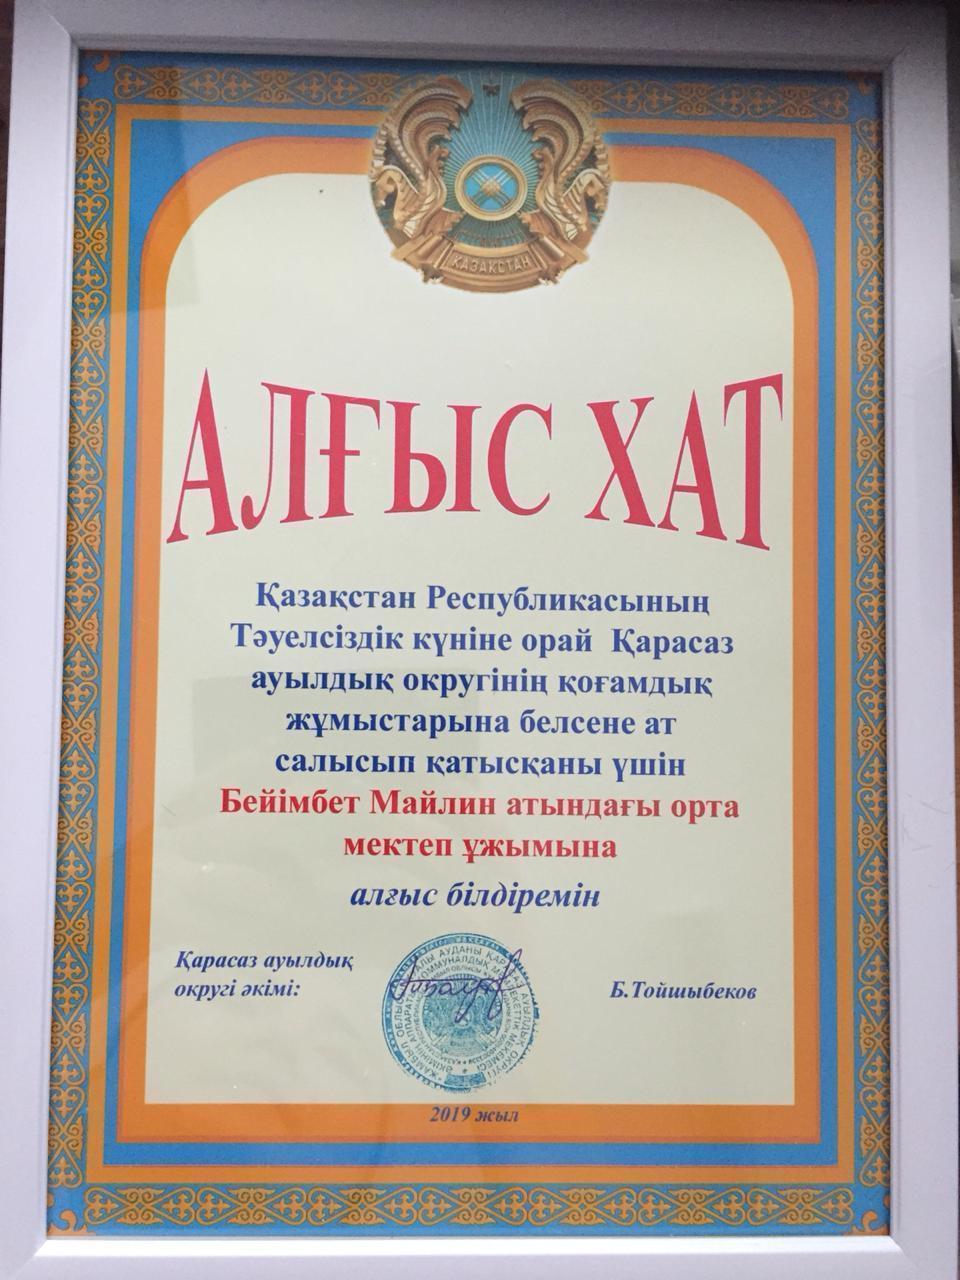 ҚАЗАҚСТАН
АЛҒЫС ХАТ
Қазақстан Республикасының
Тәуелсіздік күніне орай Қарасаз
ауылдық округінің қоғамдық
жұмыстарына белсене ат
салысып қатысқаны үшін
Бейімбет Майлин атындағы орта
мектеп ұжымына
алғыс білдіремін
Қарасаз ауылдық
округі әкімі:
Б.Тойшыбеков
2019 жыл